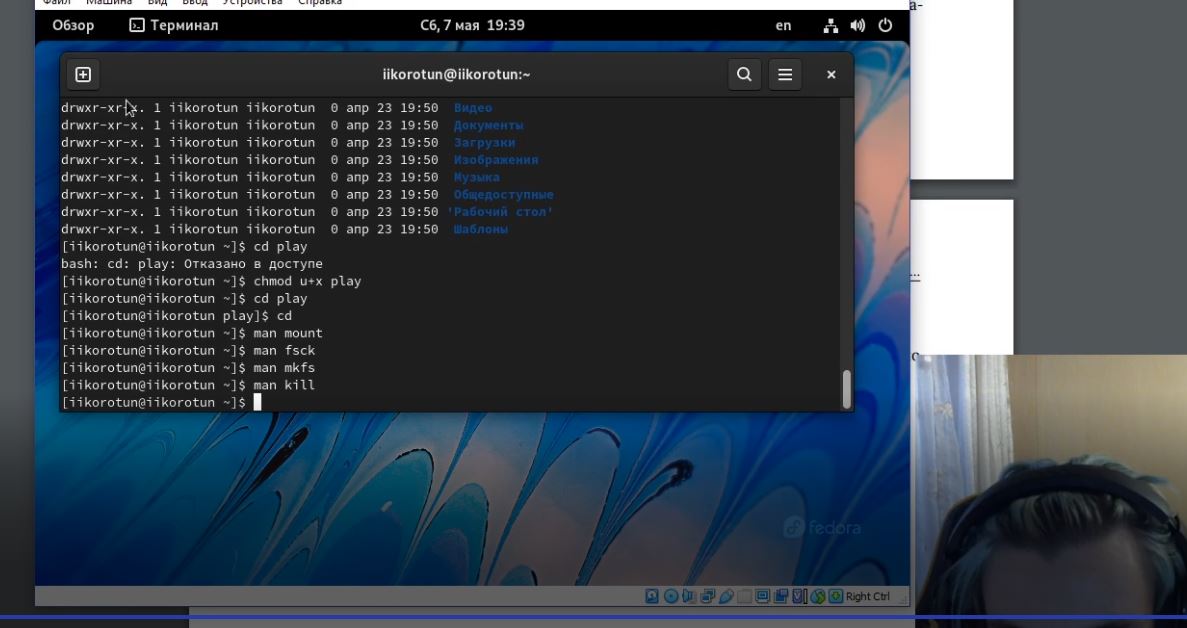 Файл Машина Вид Ввод Устройства Справка
а-
Обзор Терминал Сб, 7 мая 19:39 en
iikorotun@iikorotun:~
drwxr-xr-x. 1 iikorotun iikorotun 0 апр 23 19:50 Видео
drwxr-xr-x. 1 iikorotun iikorotun 0 апр 23 19:50 Документы
drwxr-xr-x. 1 iikorotun iikorotun 0 апр 23 19:50 Загрузки
drwxr-xr-x. 1 iikorotun iikorotun 0 апр 23 19:50 Изображения
drwxr-xr-x. 1 iikorotun iikorotun 0 апр 23 19:50 Музыка
drwxr-xr-x. 1 iikorotun iikorotun 0 апр 23 19:50 Общедоступные
drwxr-xr-x. 1 iikorotun iikorotun 0 апр 23 19:50 'Рабочий стол'
drwxr-xr-x. 1 iikorotun iikorotun 0 апр 23 19:50 Шаблоны
[iikorotun@iikorotun ~]$ cd play
bash: cd: play: Отказано в доступе
[iikorotun@iikorotun ~]$ chmod u+x play
[iikorotun@iikorotun ~]$ cd play
[iikorotun@iikorotun play]$ cd
[iikorotun@iikorotun ~]$ man mount
[iikorotun@iikorotun ~]$ man fsck
[iikorotun@iikorotun ~]$ man mkfs
[iikorotun@iikorotun ~]$ man kill
[iikorotun@iikorotun ~]$
fedora
Right Ctrl